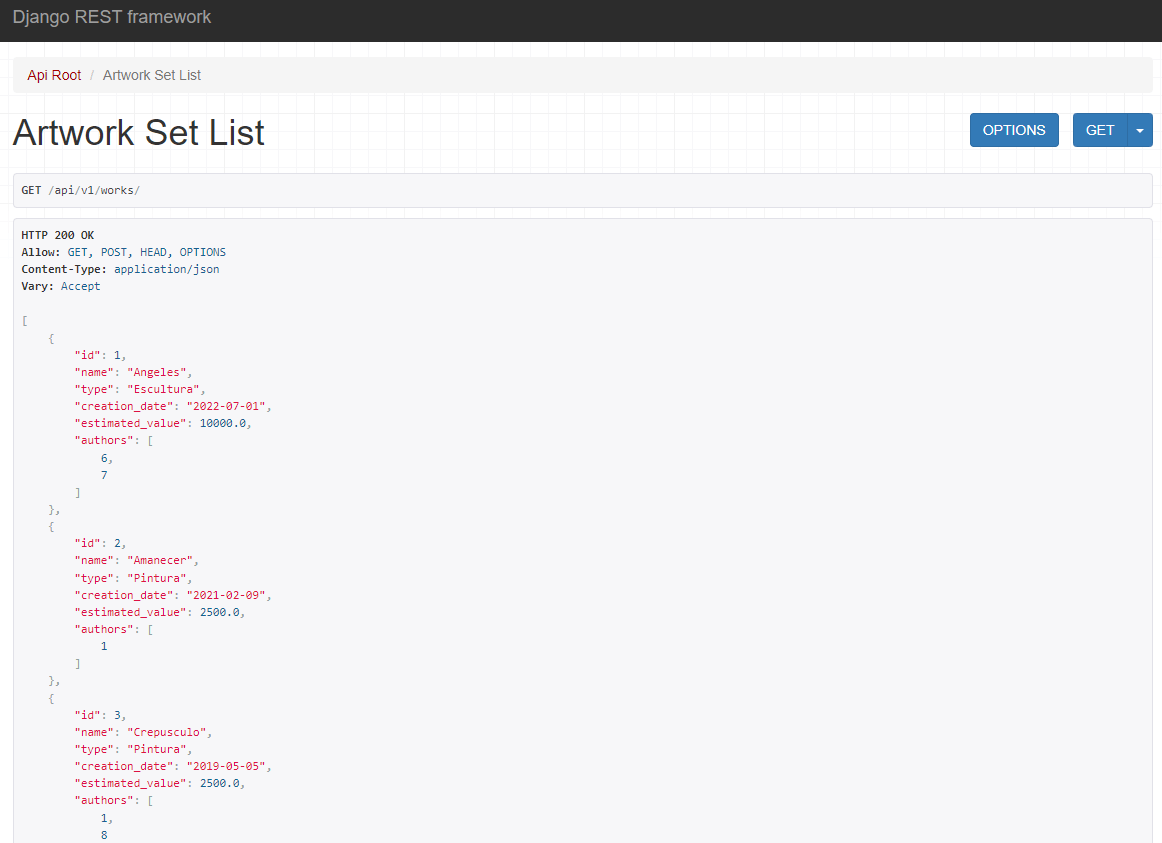 Django REST framework
Api Root / Artwork Set List
Artwork Set List
OPTIONS GET
GET /api/v1/works/
HTTP 200 OK
Allow: GET, POST, HEAD, OPTIONS
Content-Type: application/json
Vary: Accept
[
    {
        "id": 1,
        "name": "Angeles",
        "type": "Escultura",
        "creation_date": "2022-07-01",
        "estimated_value": 10000.0,
        "authors": [
            6,
            7
        ]
    },
    {
        "id": 2,
        "name": "Amanecer",
        "type": "Pintura",
        "creation_date": "2021-02-09",
        "estimated_value": 2500.0,
        "authors": [
            1
        ]
    },
    {
        "id": 3,
        "name": "Crepusculo",
        "type": "Pintura",
        "creation_date": "2019-05-05",
        "estimated_value": 2500.0,
        "authors": [
            1,
            8